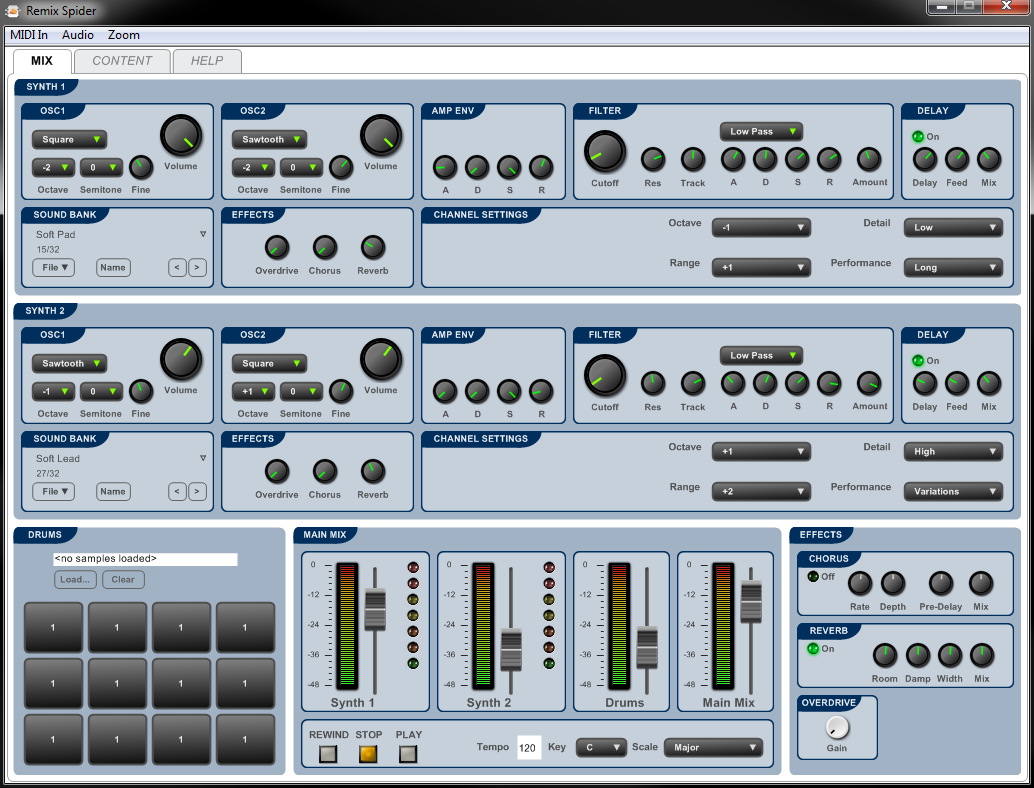 Remix Spider
MIDI In Audio Zoom
MIX CONTENT HELP
SYNTH 1
OSC1
Square
-2 0
Octave Semitone Fine
Volume
OSC2
Sawtooth
-2 0
Octave Semitone Fine
Volume
AMP ENV
A D S R
FILTER
Low Pass
Cutoff Res Track A D S R Amount
DELAY
On
Delay Feed Mix
SOUND BANK
Soft Pad
15/32
File Name < >
EFFECTS
Overdrive Chorus Reverb
CHANNEL SETTINGS
Octave -1 Detail Low
Range +1 Performance Long
SYNTH 2
OSC1
Sawtooth
-1 0
Octave Semitone Fine
Volume
OSC2
Square
+1 0
Octave Semitone Fine
Volume
AMP ENV
A D S R
FILTER
Low Pass
Cutoff Res Track A D S R Amount
DELAY
On
Delay Feed Mix
SOUND BANK
Soft Lead
27/32
File Name < >
EFFECTS
Overdrive Chorus Reverb
CHANNEL SETTINGS
Octave +1 Detail High
Range +2 Performance Variations
DRUMS
<no samples loaded>
Load... Clear
1 1 1 1
1 1 1 1
1 1 1 1
MAIN MIX
0 0 0 0
-12 -12 -12 -12
-24 -24 -24 -24
-36 -36 -36 -36
-48 -48 -48 -48
Synth 1 Synth 2 Drums Main Mix
REWIND STOP PLAY
Tempo 120 Key C Scale Major
EFFECTS
CHORUS
Off
Rate Depth Pre-Delay Mix
REVERB
On
Room Damp Width Mix
OVERDRIVE
Gain